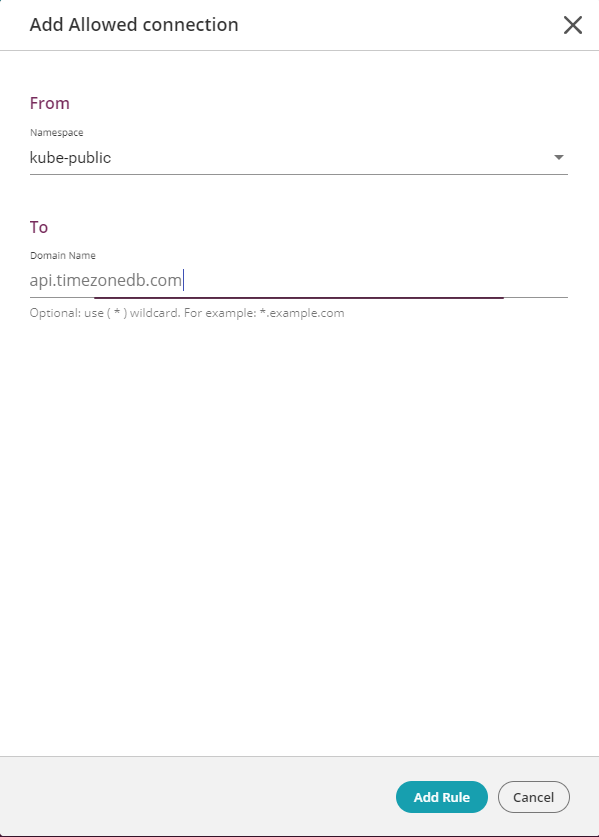 Add Allowed connection
From
Namespace
kube-public
To
Domain Name
api.timezonedb.com
Optional: use ( * ) wildcard. For example: *.example.com
Add Rule
Cancel